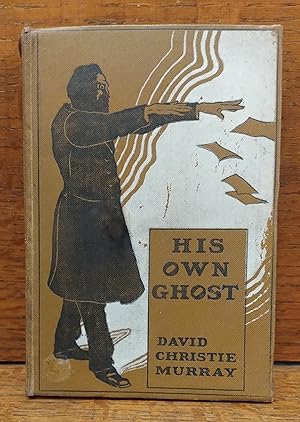 HIS
OWN
GHOST
DAVID
CHRISTIE
MURRAY